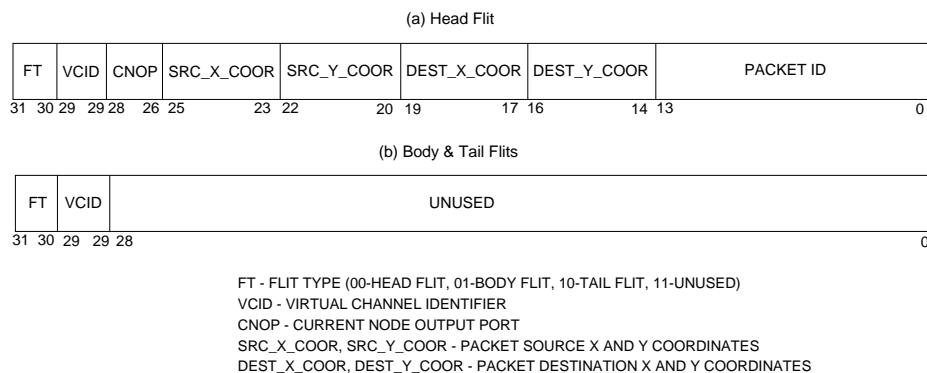 (a) Head Flit
FT VCID CNOP SRC_X_COOR SRC_Y_COOR DEST_X_COOR DEST_Y_COOR PACKET ID
31 30 29 29 28 26 25 23 22 20 19 17 16 14 13 0
(b) Body & Tail Flits
FT VCID UNUSED
31 30 29 29 28 0
FT - FLIT TYPE (00-HEAD FLIT, 01-BODY FLIT, 10-TAIL FLIT, 11-UNUSED)
VCID - VIRTUAL CHANNEL IDENTIFIER
CNOP - CURRENT NODE OUTPUT PORT
SRC_X_COOR, SRC_Y_COOR - PACKET SOURCE X AND Y COORDINATES
DEST_X_COOR, DEST_Y_COOR - PACKET DESTINATION X AND Y COORDINATES